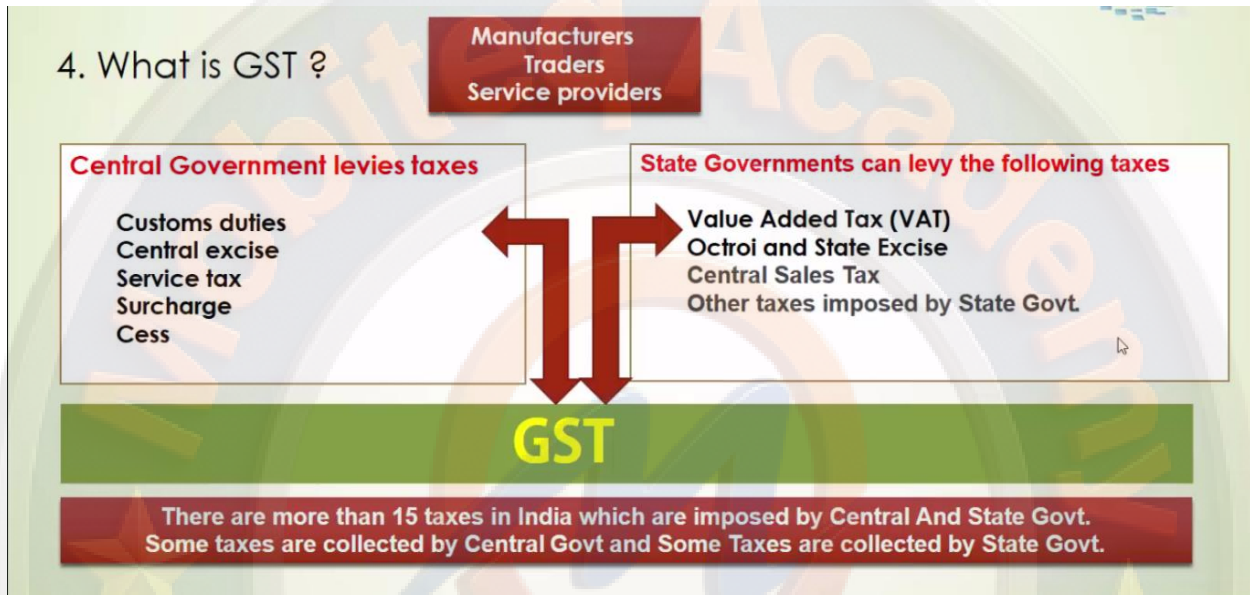 4. What is GST ?
Manufacturers
Traders
Service providers
Central Government levies taxes
Customs duties
Central excise
Service tax
Surcharge
Cess
State Governments can levy the following taxes
Value Added Tax (VAT)
Octroi and State Excise
Central Sales Tax
Other taxes imposed by State Govt.
GST
There are more than 15 taxes in India which are imposed by Central And State Govt.
Some taxes are collected by Central Govt and Some Taxes are collected by State Govt.
Mobiteq Academy